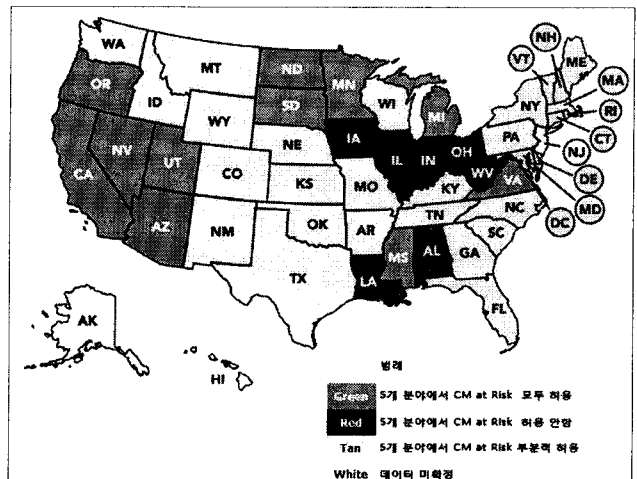 NH
VT
WA
ME
MT
ND
MN
OR
MA
ID
WI
NY
SD
MI
RI
WY
PA
CT
IA
NE
NJ
NV
OH
IL
IN
UT
WV
DE
CO
VA
CA
KS
MO
KY
MD
NC
DC
TN
OK
AZ
AR
NM
SC
MS
AL
GA
TX
LA
FL
AK
HI
범례
Green 5개 분야에서 CM at Risk 모두 허용
Red 5개 분야에서 CM at Risk 허용 안함
Tan 5개 분야에서 CM at Risk 부분적 허용
White 데이터 미확정